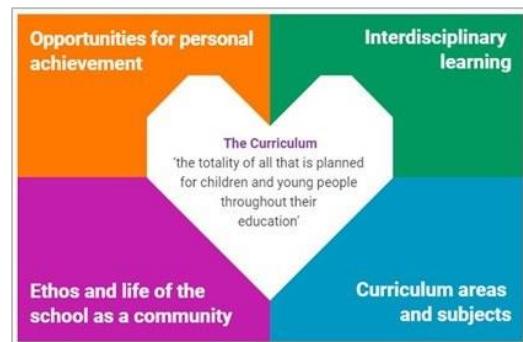 Opportunities for personal
achievement
Interdisciplinary
learning
The Curriculum
'the totality of all that is planned
for children and young people
throughout their
education'
Ethos and life of the
school as a community
Curriculum areas
and subjects